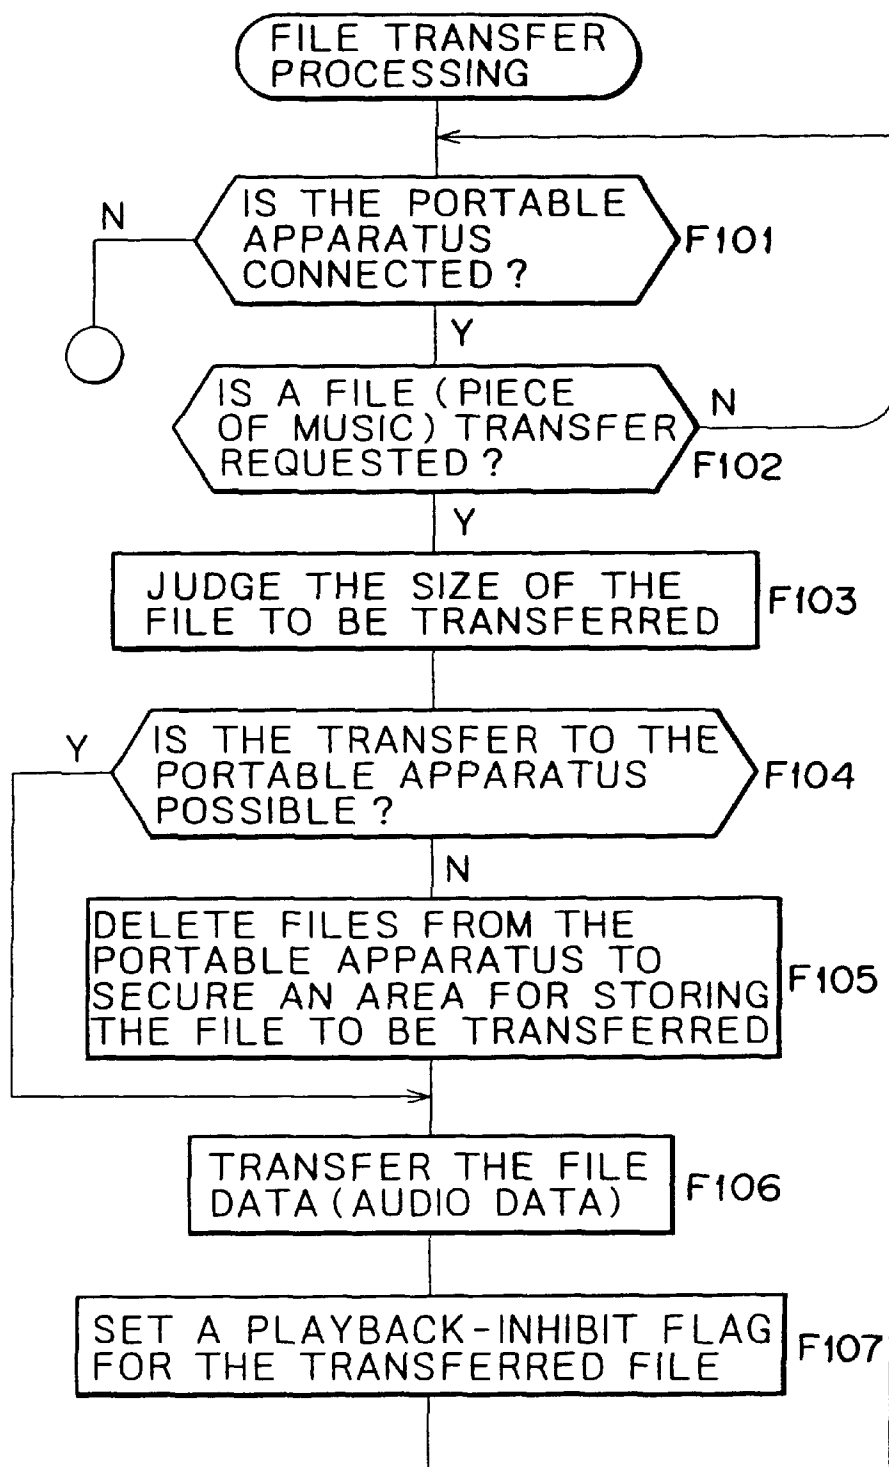 FILE TRANSFER
PROCESSING
IS THE PORTABLE
APPARATUS
CONNECTED?
F101
N
Y
IS A FILE (PIECE
OF MUSIC) TRANSFER
REQUESTED?
N
F102
Y
JUDGE THE SIZE OF THE
FILE TO BE TRANSFERRED
F103
Y
IS THE TRANSFER TO THE
PORTABLE APPARATUS
POSSIBLE?
F104
N
DELETE FILES FROM THE
PORTABLE APPARATUS TO
SECURE AN AREA FOR STORING
THE FILE TO BE TRANSFERRED
F105
TRANSFER THE FILE
DATA (AUDIO DATA)
F106
SET A PLAYBACK-INHIBIT FLAG
FOR THE TRANSFERRED FILE
F107